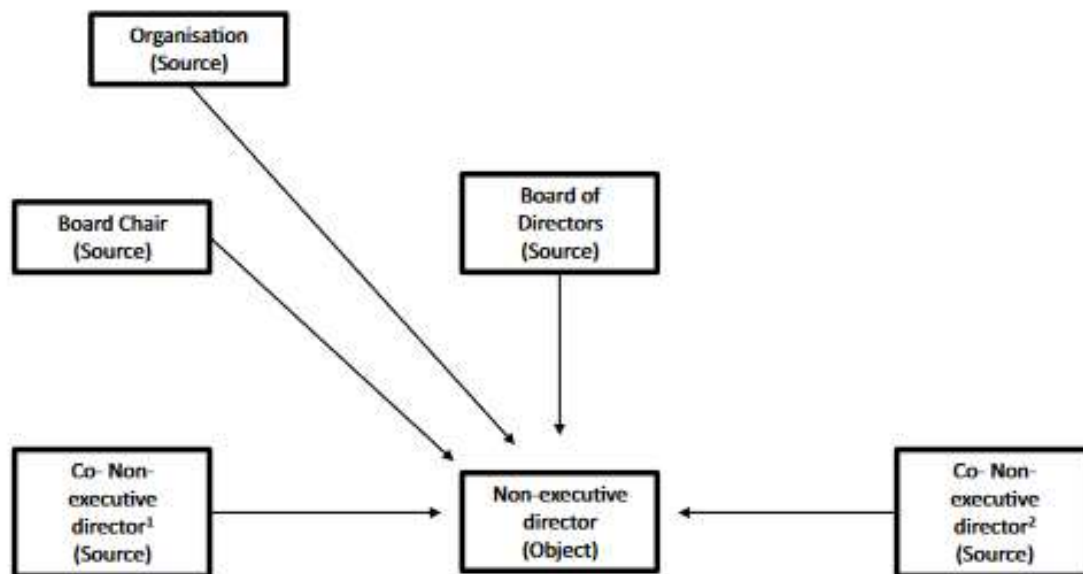 Organisation
(Source)
Board Chair
(Source)
Board of
Directors
(Source)
Co- Non-
executive
director¹
(Source)
Non-executive
director
(Object)
Co- Non-
executive
director²
(Source)